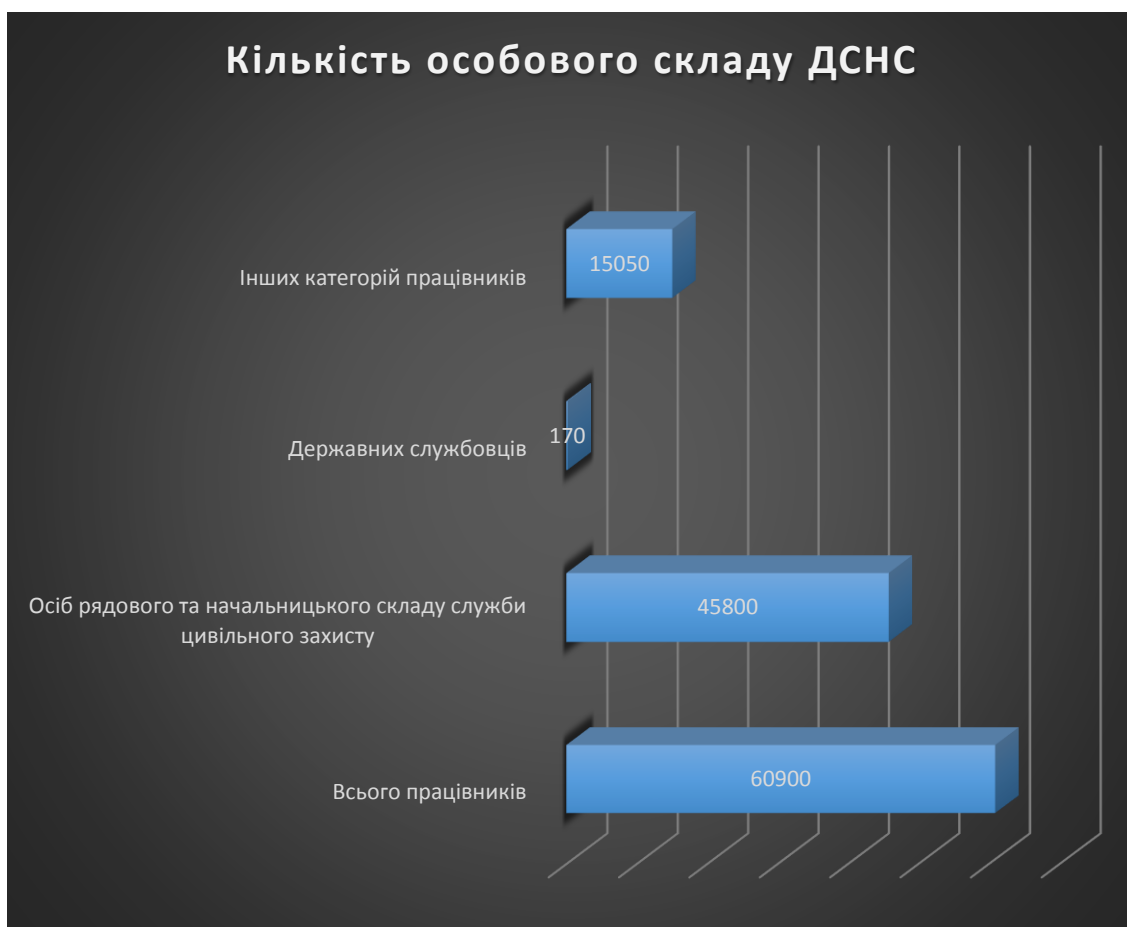 Кількість особового складу ДСНС
15050
Інших категорій працівників
170
Державних службовців
Осіб рядового та начальницького складу служби
цивільного захисту
45800
60900
Всього працівників